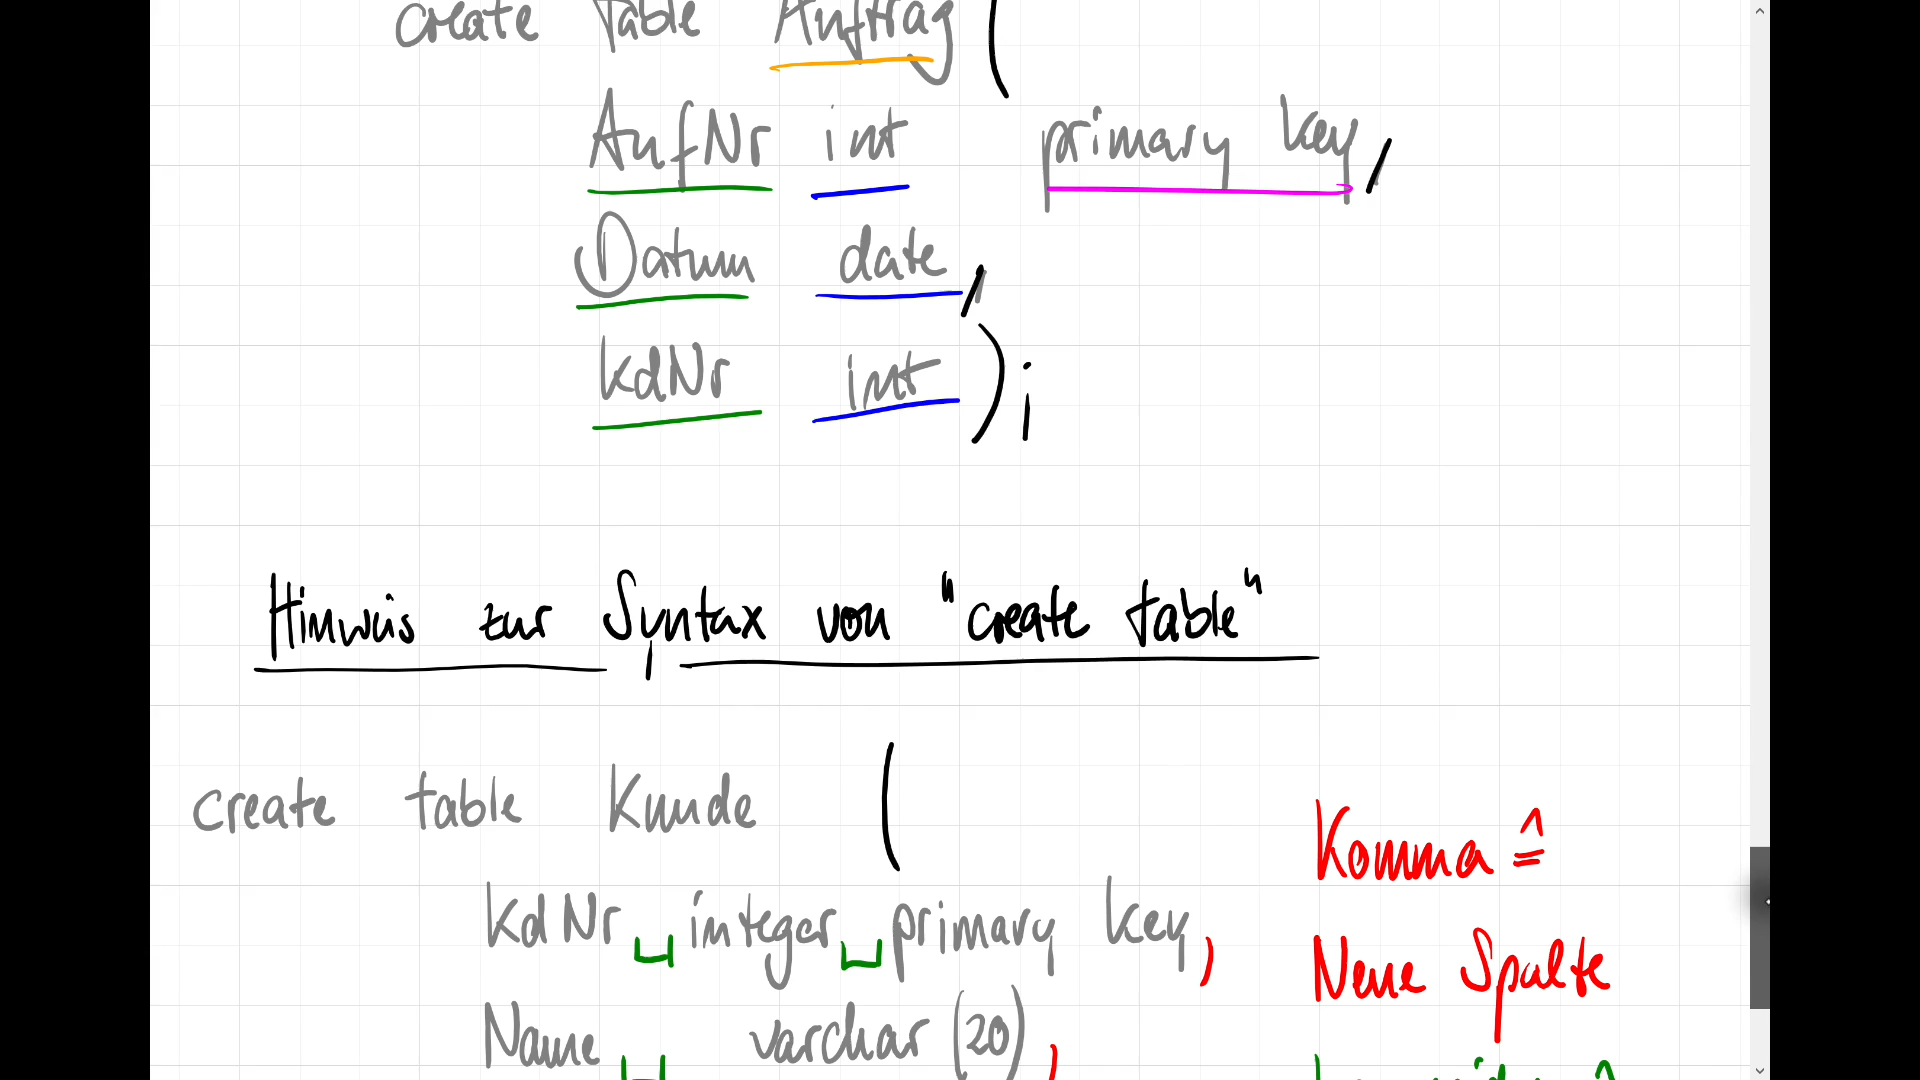 create table Auftrag (
AufNr int primary key,
Datum date,
KdNr int);
Hinweis zur Syntax von "create table"
create table Kunde (
KdNr␣integer␣primary key,
Komma ≙
Neue Spalte
Name␣ varchar (20),